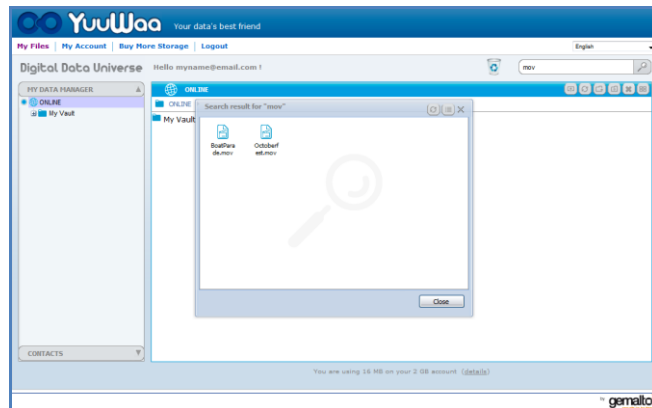 YuuWaa Your data's best friend
My Files | My Account | Buy More Storage | Logout English
Digital Data Universe Hello myname@email.com ! mov
MY DATA MANAGER
ONLINE
My Vault
CONTACTS
ONLINE
ONLINE
My Vault
Search result for "mov"
BoatPara
de.mov
Octoberf
est.mov
Close
You are using 16 MB on your 2 GB account (details)
by gemalto